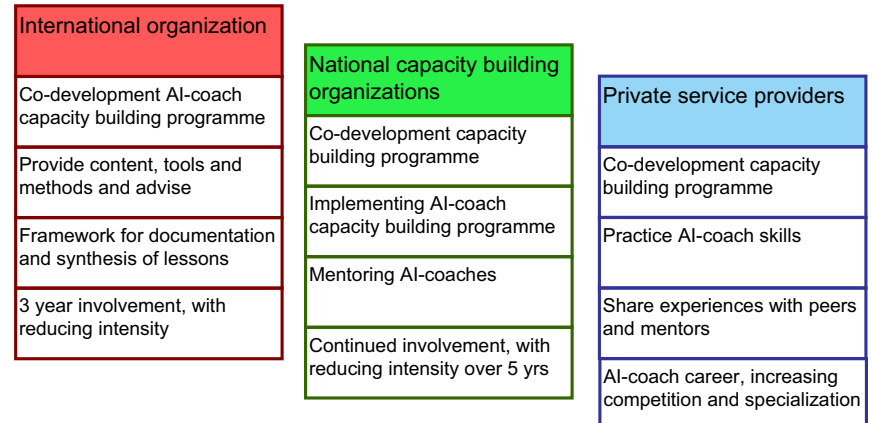 International organization
Co-development AI-coach
capacity building programme
Provide content, tools and
methods and advise
Framework for documentation
and synthesis of lessons
3 year involvement, with
reducing intensity
National capacity building
organizations
Co-development capacity
building programme
Implementing AI-coach
capacity building programme
Mentoring AI-coaches
Continued involvement, with
reducing intensity over 5 yrs
Private service providers
Co-development capacity
building programme
Practice AI-coach skills
Share experiences with peers
and mentors
AI-coach career, increasing
competition and specialization